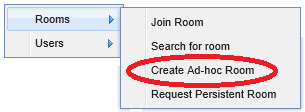 Rooms
Users
Join Room
Search for room
Create Ad-hoc Room
Request Persistent Room